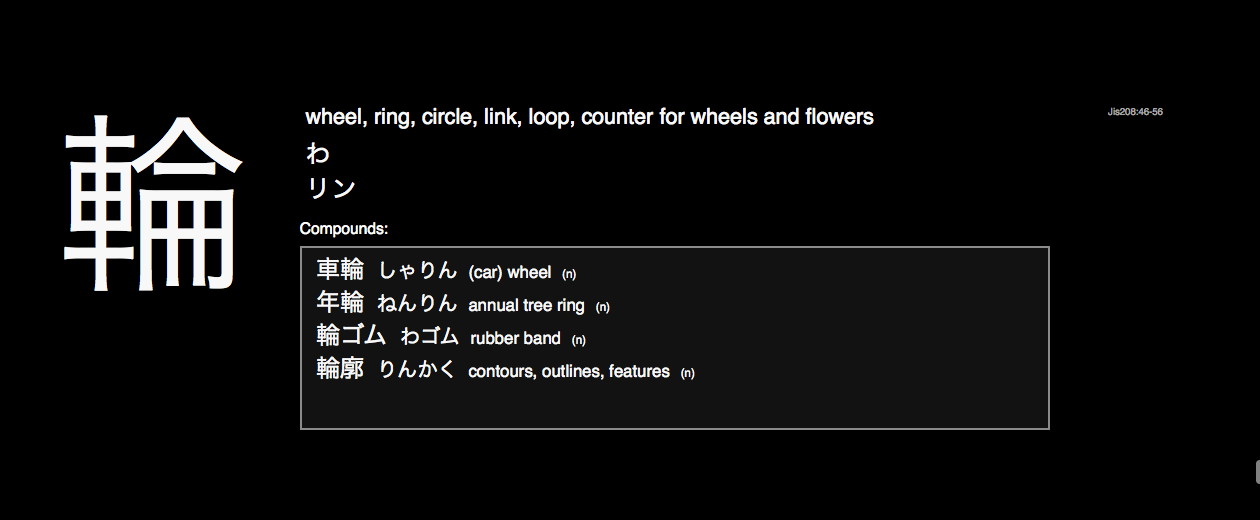 輪
wheel, ring, circle, link, loop, counter for wheels and flowers
Jis208:46-56
わ
リン
Compounds:
車輪 しゃりん (car) wheel (n)
年輪 ねんりん annual tree ring (n)
輪ゴム わゴム rubber band (n)
輪廓 りんかく contours, outlines, features (n)